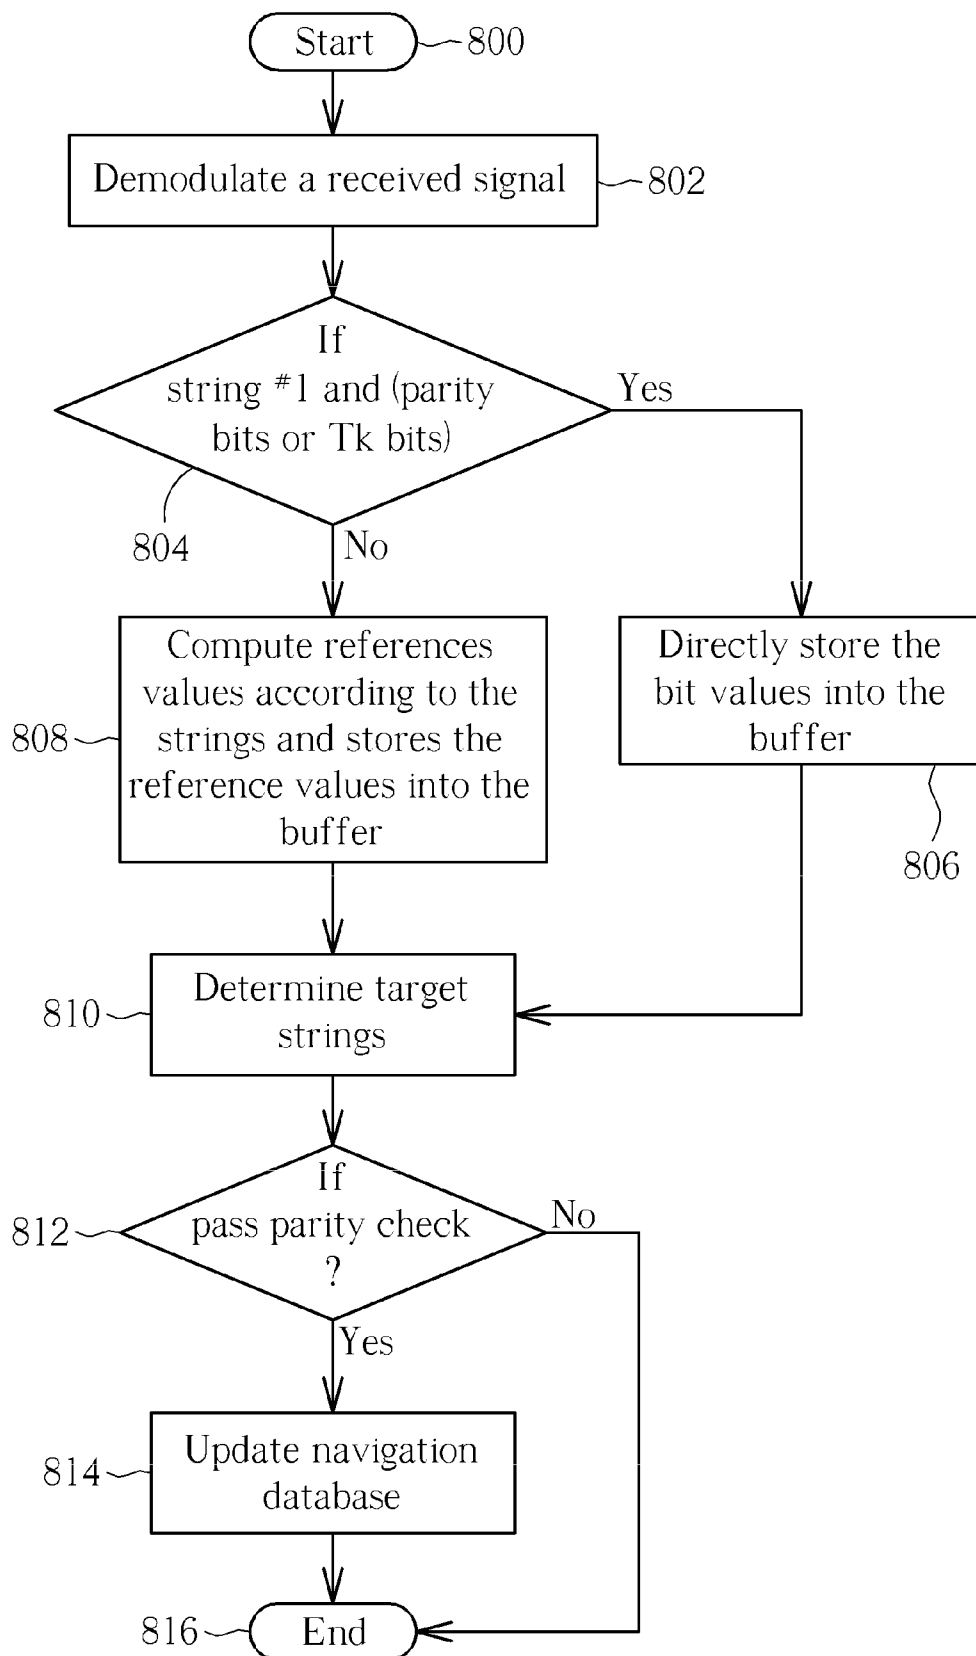 Start
800
Demodulate a received signal
802
If
string #1 and (parity
bits or Tk bits)
Yes
804
No
Compute references
values according to the
strings and stores the
reference values into the
buffer
808
Directly store the
bit values into the
buffer
806
Determine target
strings
810
If
pass parity check
?
812
No
Yes
Update navigation
database
814
End
816